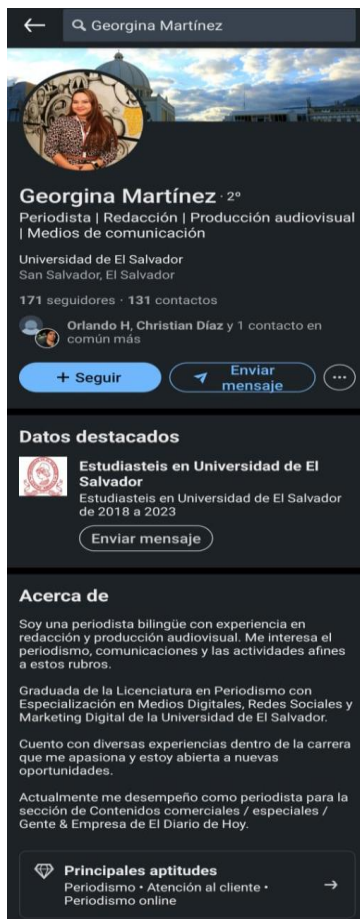 Georgina Martínez
Georgina Martínez · 2º
Periodista | Redacción | Producción audiovisual
| Medios de comunicación
Universidad de El Salvador
San Salvador, El Salvador
171 seguidores · 131 contactos
Orlando H, Christian Díaz y 1 contacto en
común más
+ Seguir
Enviar
mensaje
Datos destacados
Estudiasteis en Universidad de El
Salvador
Estudiasteis en Universidad de El Salvador
de 2018 a 2023
Enviar mensaje
Acerca de
Soy una periodista bilingüe con experiencia en
redacción y producción audiovisual. Me interesa el
periodismo, comunicaciones y las actividades afines
a estos rubros.
Graduada de la Licenciatura en Periodismo con
Especialización en Medios Digitales, Redes Sociales y
Marketing Digital de la Universidad de El Salvador.
Cuento con diversas experiencias dentro de la carrera
que me apasiona y estoy abierta a nuevas
oportunidades.
Actualmente me desempeño como periodista para la
sección de Contenidos comerciales / especiales /
Gente & Empresa de El Diario de Hoy.
Principales aptitudes
Periodismo • Atención al cliente •
Periodismo online